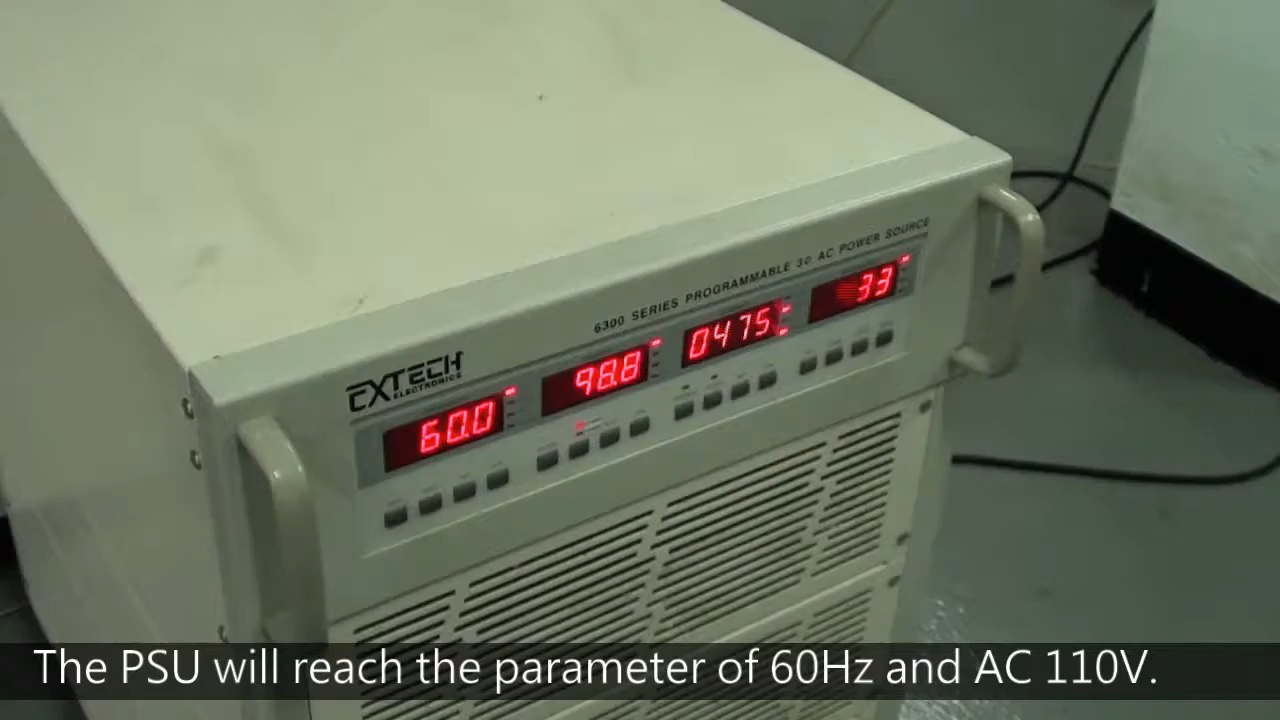 6300 SERIES PROGRAMMABLE 3Ø AC POWER SOURCE
EXTECH
ELECTRONICS
60.0
98.8
0475
33
The PSU will reach the parameter of 60Hz and AC 110V.